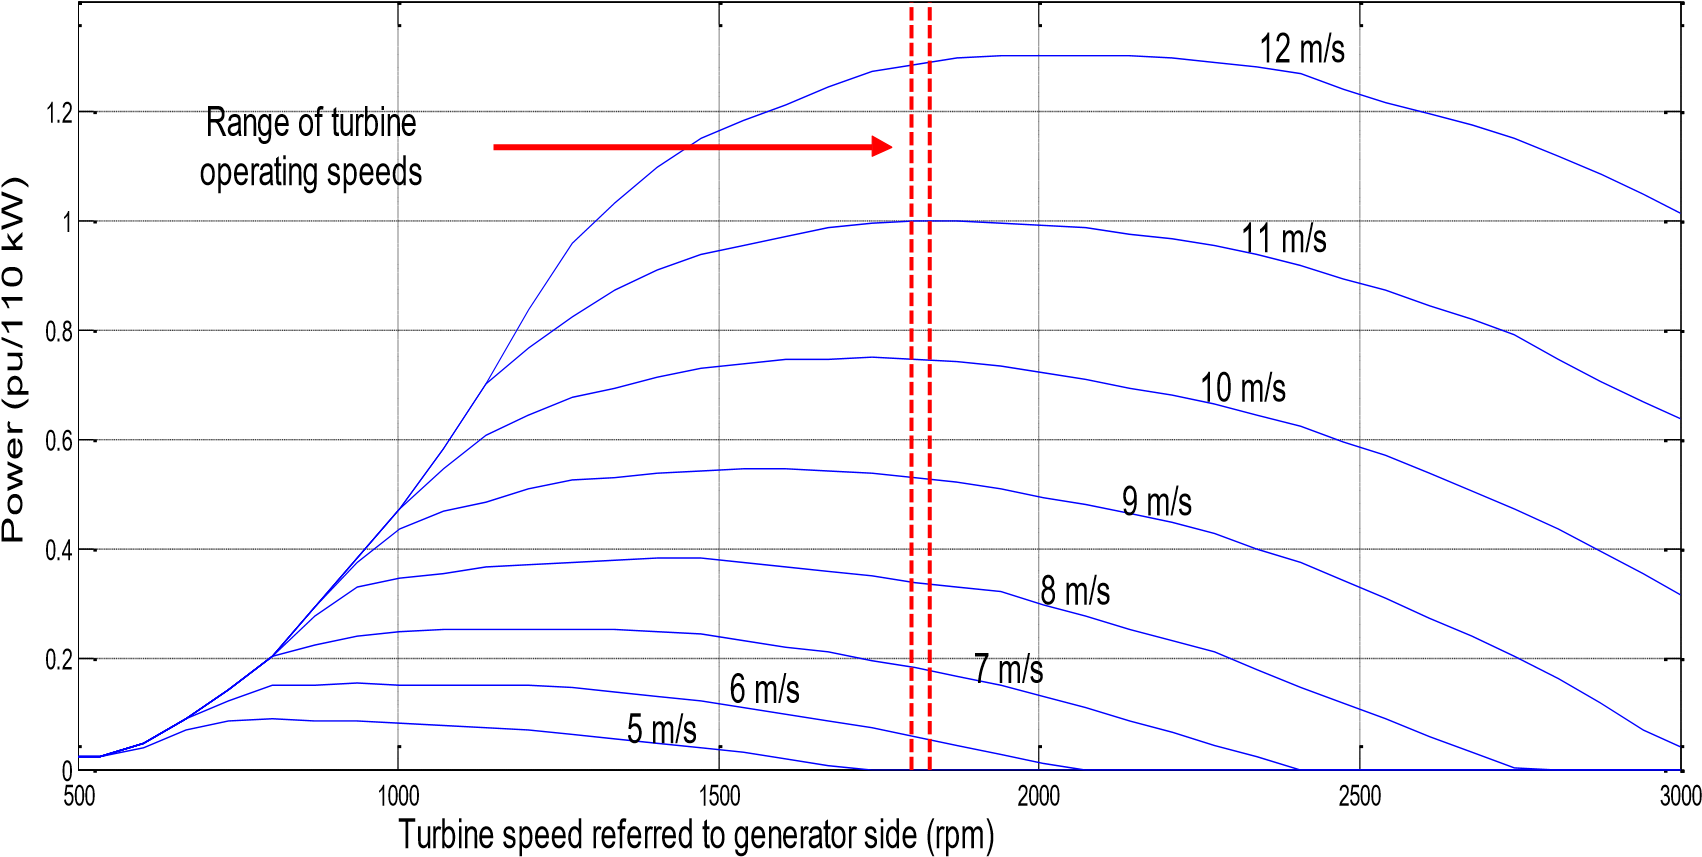 12 m/s
1.2
Range of turbine
operating speeds
1
11 m/s
0.8
10 m/s
0.6
9 m/s
0.4
8 m/s
0.2
7 m/s
6 m/s
5 m/s
0
500 1000 1500 2000 2500 3000
Turbine speed referred to generator side (rpm)
Power (pu/110 kW)